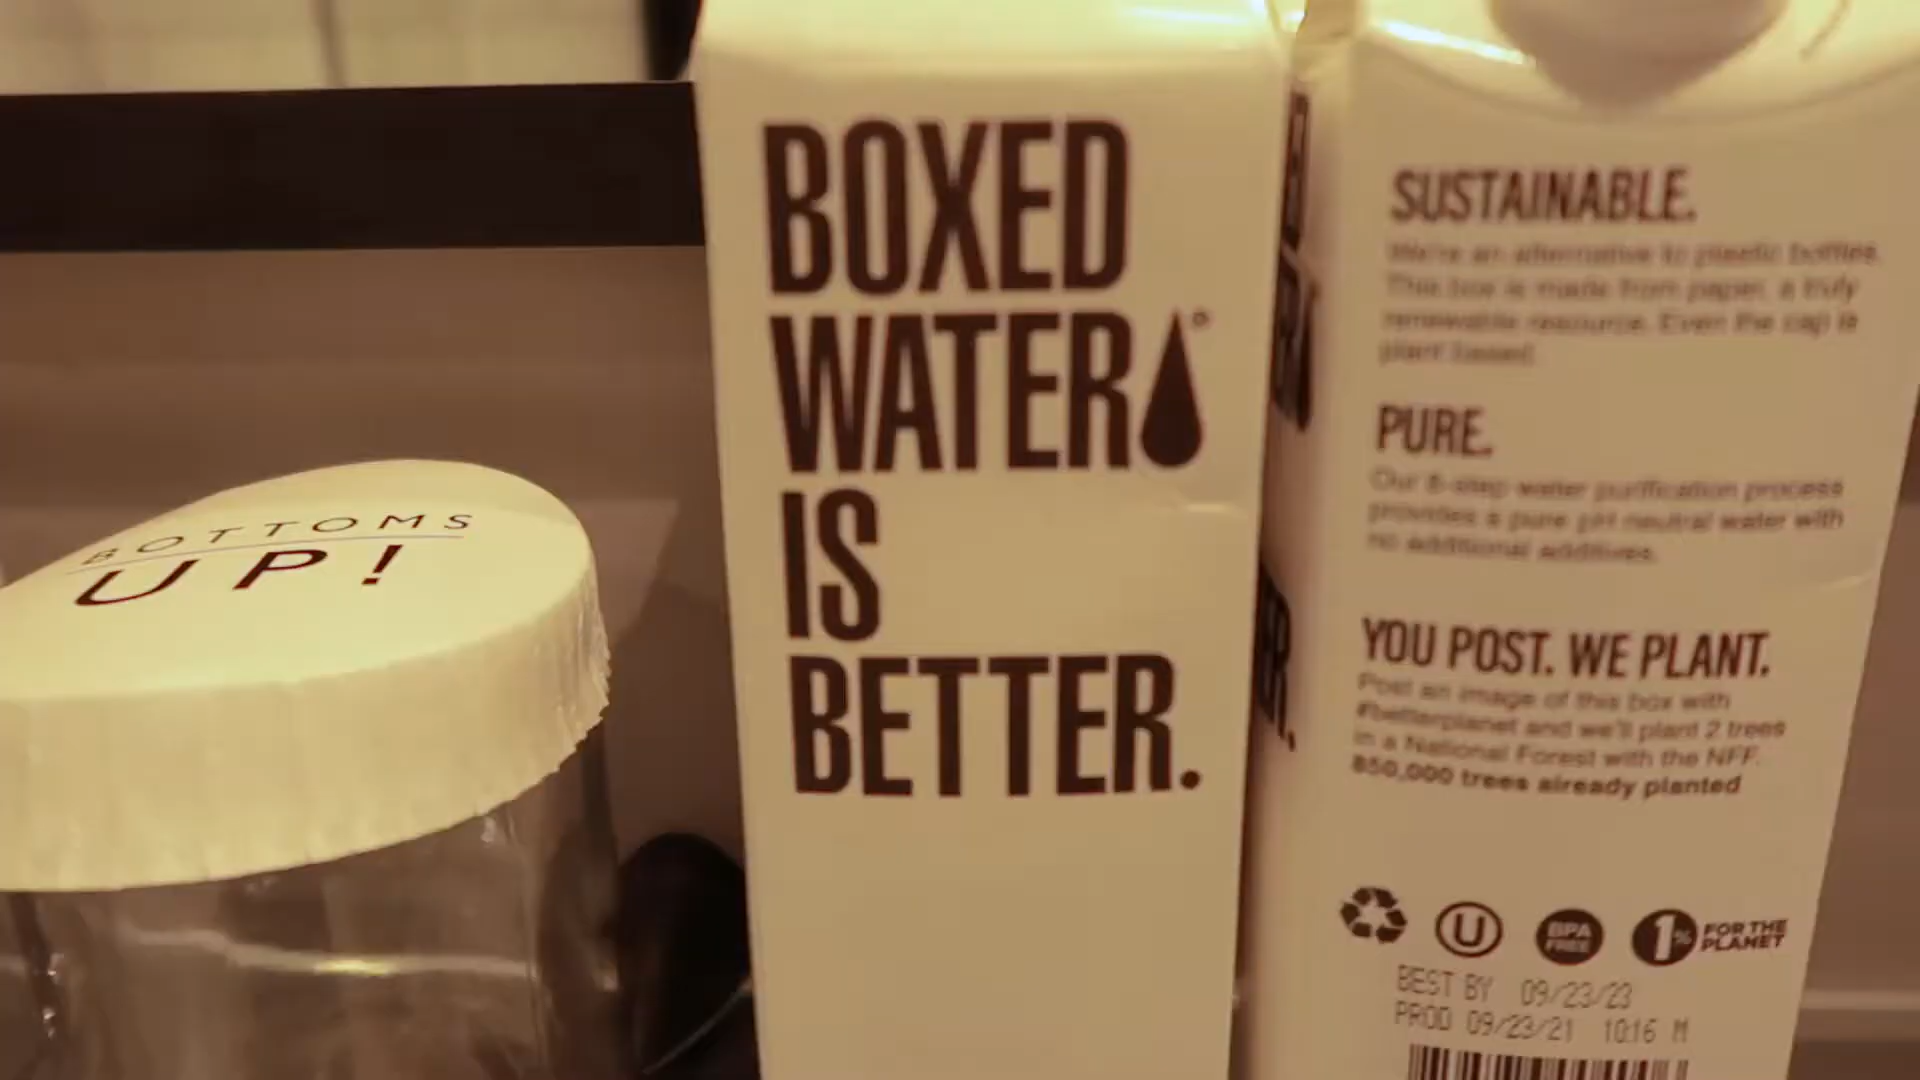 BOTTOMS
UP!
BOXED
WATER
IS
BETTER.
SUSTAINABLE.
We're an alternative to plastic bottles.
This box is made from paper, a truly
renewable resource. Even the cap is
plant based.
PURE.
Our 8-step water purification process
provides a pure pH neutral water with
no additional additives.
YOU POST. WE PLANT.
Post an image of this box with
#betterplanet and we'll plant 2 trees
in a National Forest with the NFF.
850,000 trees already planted
U
BPA
FREE
1%
FOR THE
PLANET
BEST BY 09/23/23
PROD 09/23/21 10:16 M